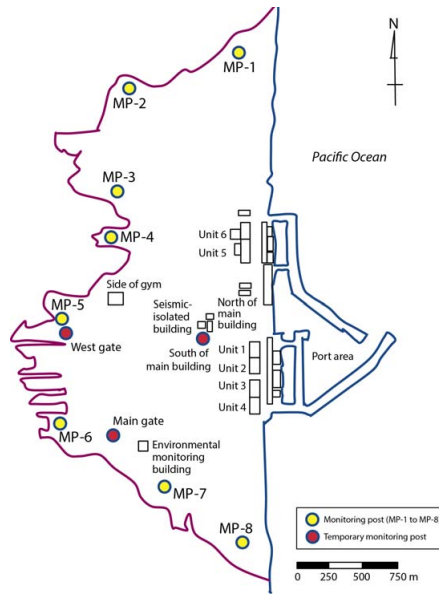 N
MP-1
MP-2
Pacific Ocean
MP-3
MP-4
Unit 6
Unit 5
Side of gym
Seismic-
isolated
building
North of
main
building
MP-5
West gate
South of
main building
Unit 1
Unit 2
Unit 3
Unit 4
Port area
MP-6
Main gate
Environmental
monitoring
building
MP-7
MP-8
Monitoring post (MP-1 to MP-8)
Temporary monitoring post
0 250 500 750 m